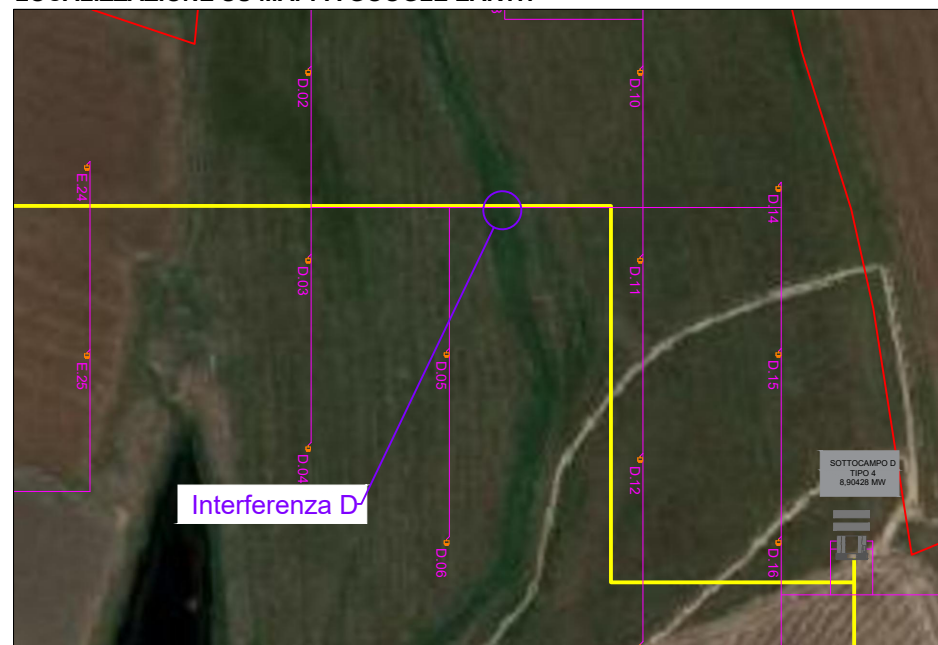 D.02
D.10
E.24
D.14
D.03
D.11
E.25
D.05
D.15
D.04
D.12
SOTTOCAMPO D
TIPO 4
8,90428 MW
Interferenza D
D.06
D.16